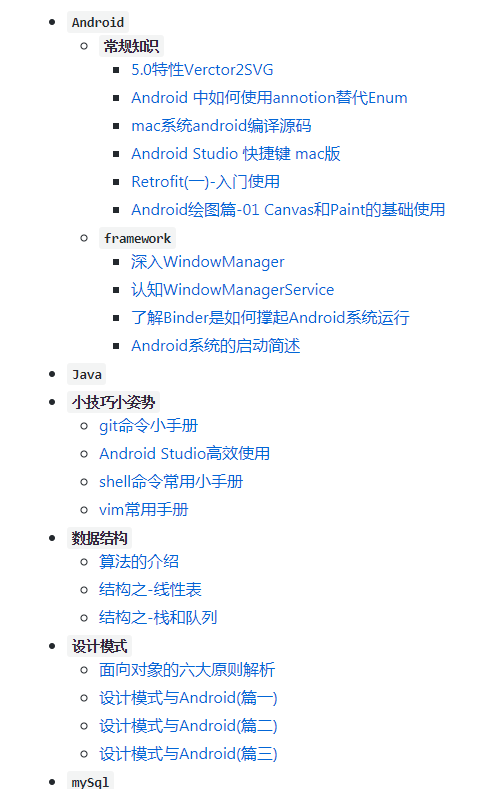 Android
常规知识
5.0特性Verctor2SVG
Android 中如何使用annotion替代Enum
mac系统android编译源码
Android Studio 快捷键 mac版
Retrofit(一)-入门使用
Android绘图篇-01 Canvas和Paint的基础使用
framework
深入WindowManager
认知WindowManagerService
了解Binder是如何撑起Android系统运行
Android系统的启动简述
Java
小技巧小姿势
git命令小手册
Android Studio高效使用
shell命令常用小手册
vim常用手册
数据结构
算法的介绍
结构之-线性表
结构之-栈和队列
设计模式
面向对象的六大原则解析
设计模式与Android(篇一)
设计模式与Android(篇二)
设计模式与Android(篇三)
mySql